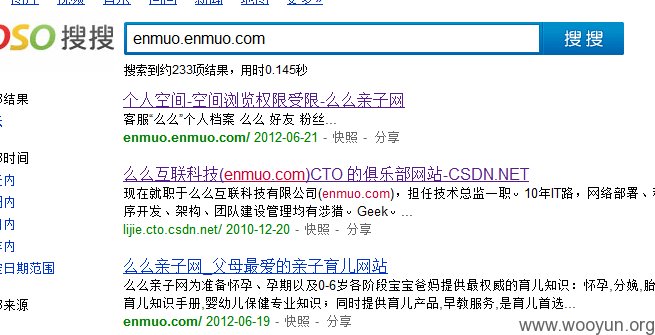 oso 搜搜
enmuo.enmuo.com
搜搜
搜索到约233项结果，用时0.145秒
结果
个人空间-空间浏览权限受限-么么亲子网
客服“么么”个人档案 么么 好友 粉丝...
enmuo.enmuo.com/ 2012-06-21 - 快照 - 分享
时间
么么互联科技(enmuo.com)CTO 的俱乐部网站-CSDN.NET
现在就职于么么互联科技有限公司(enmuo.com)，担任技术总监一职。10年IT路，网络部署、
序开发、架构、团队建设管理均有涉猎。Geek。...
lijie.cto.csdn.net/ 2010-12-20 - 快照 - 分享
年内
日期范围
么么亲子网_父母最爱的亲子育儿网站
来源
么么亲子网为准备怀孕、孕期以及0-6岁各阶段宝宝爸妈提供最权威的育儿知识：怀孕,分娩,胎
育儿知识手册,婴幼儿保健专业知识；同时提供育儿产品,早教服务,是育儿首选...
enmuo.com/ 2012-06-19 - 快照 - 分享
www.wooyun.org